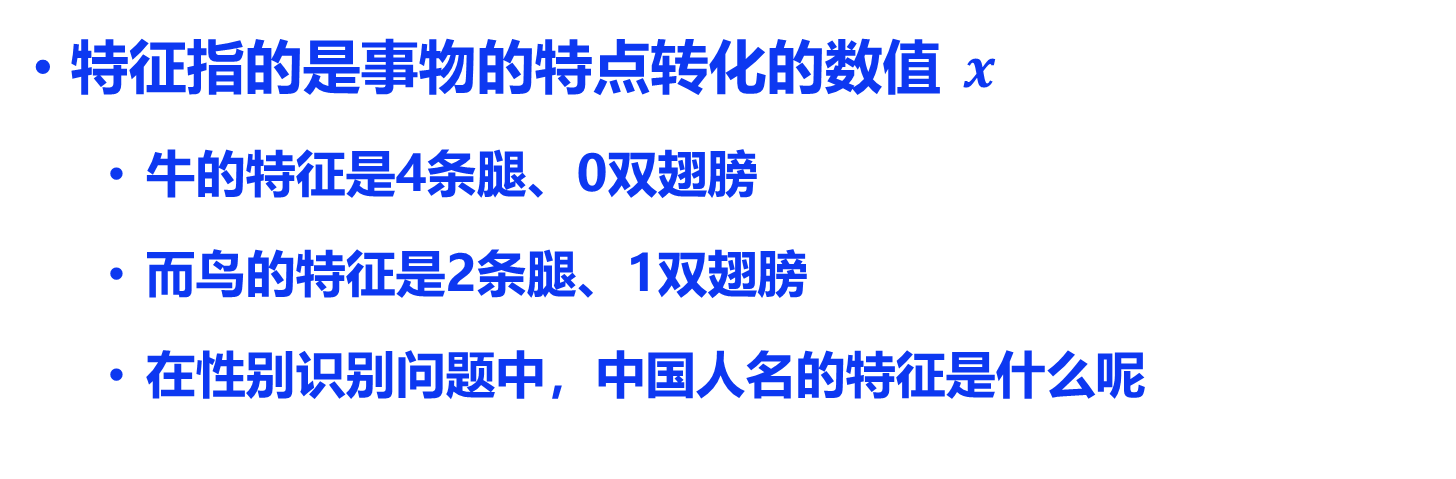 • 特征指的是事物的特点转化的数值 x
• 牛的特征是4条腿、0双翅膀
• 而鸟的特征是2条腿、1双翅膀
• 在性别识别问题中，中国人名的特征是什么呢